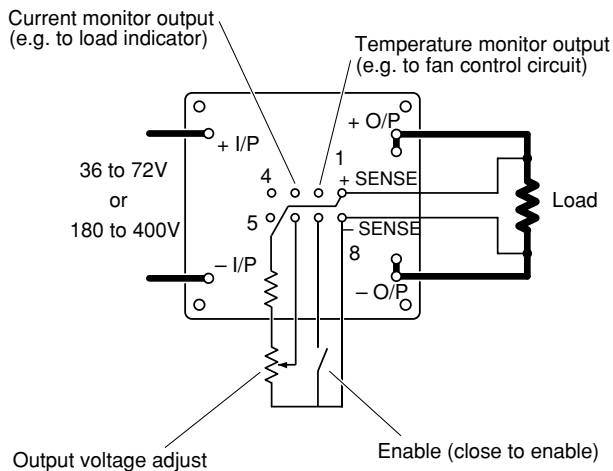 Current monitor output
(e.g. to load indicator)
Temperature monitor output
(e.g. to fan control circuit)
+ I/P
+ O/P
36 to 72V
or
180 to 400V
4
1
+ SENSE
Load
5
– SENSE
8
– I/P
– O/P
Output voltage adjust
Enable (close to enable)